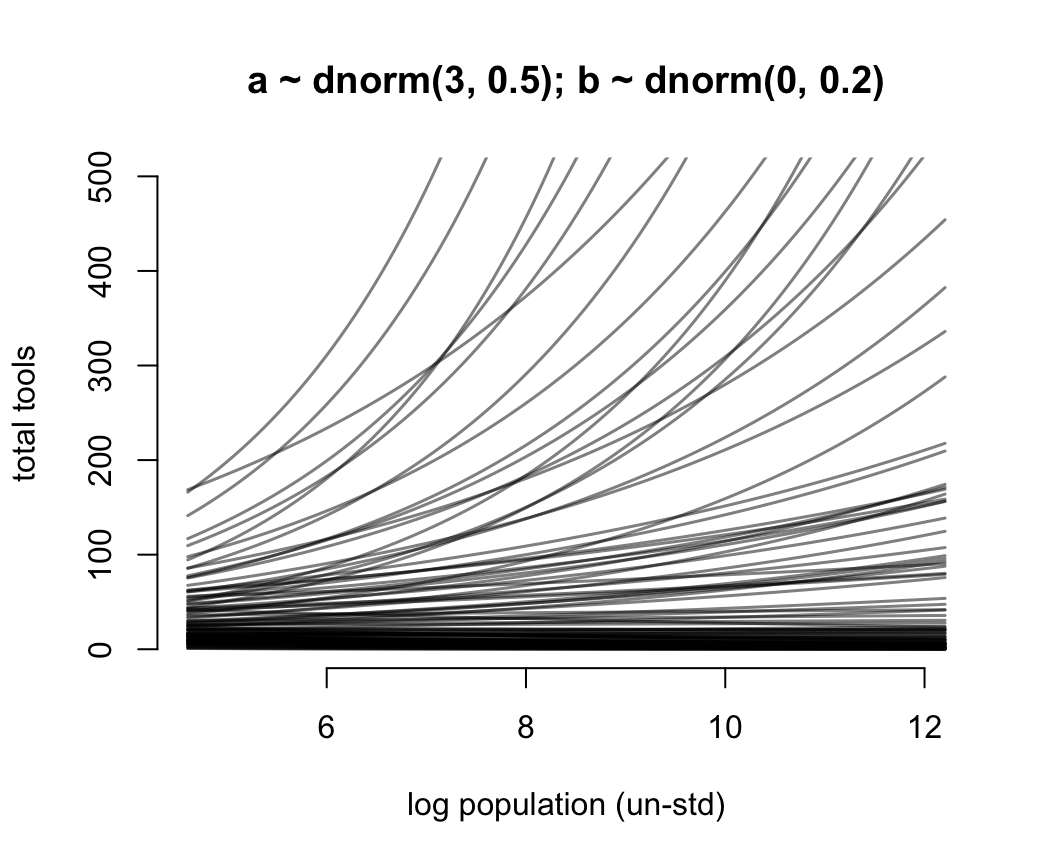 a ~ dnorm(3, 0.5); b ~ dnorm(0, 0.2)
total tools
500
400
300
200
100
0
6 8 10 12
log population (un-std)